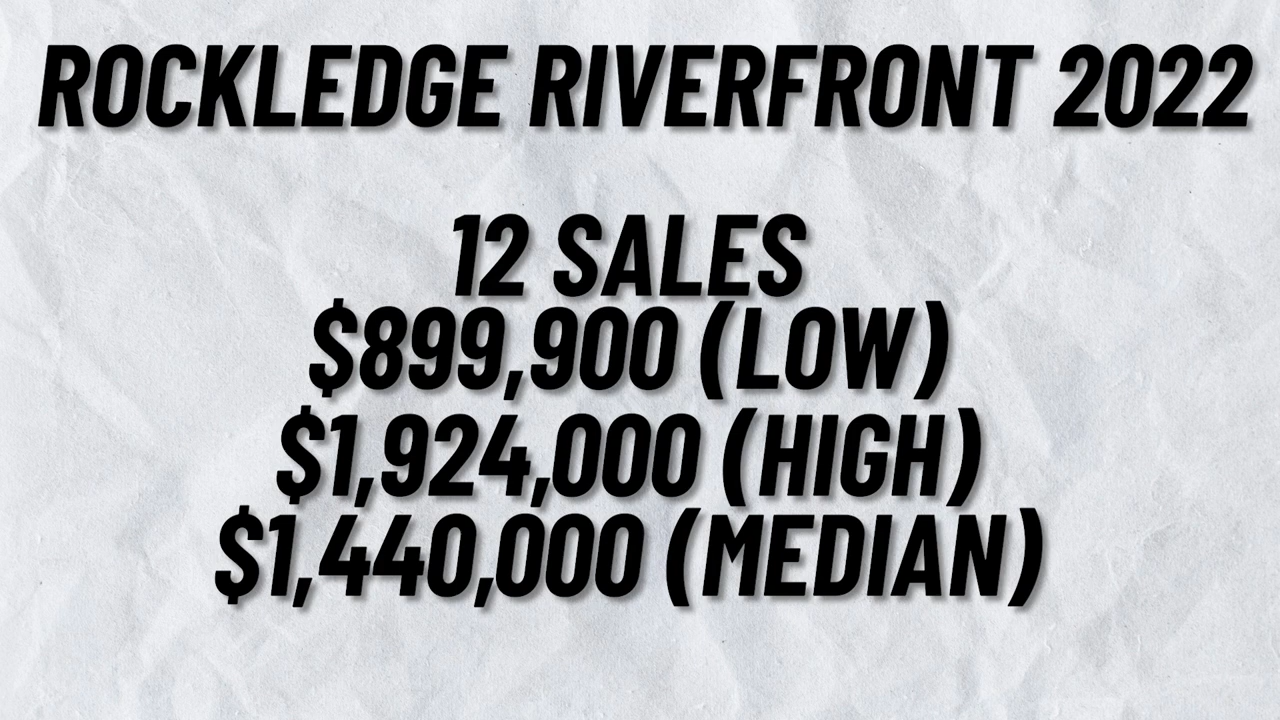 ROCKLEDGE RIVERFRONT 2022
12 SALES
$899,900 (LOW)
$1,924,000 (HIGH)
$1,440,000 (MEDIAN)